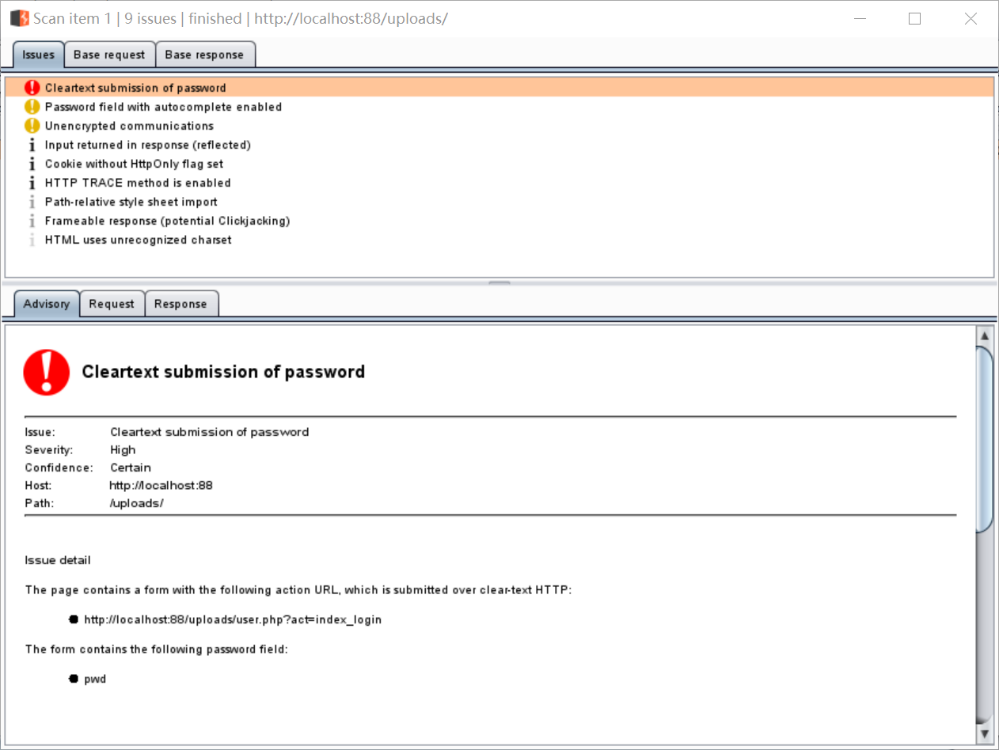 Scan item 1 | 9 issues | finished | http://localhost:88/uploads/
Issues Base request Base response
Cleartext submission of password
Password field with autocomplete enabled
Unencrypted communications
Input returned in response (reflected)
Cookie without HttpOnly flag set
HTTP TRACE method is enabled
Path-relative style sheet import
Frameable response (potential Clickjacking)
HTML uses unrecognized charset
Advisory Request Response
Cleartext submission of password
Issue: Cleartext submission of password
Severity: High
Confidence: Certain
Host: http://localhost:88
Path: /uploads/
Issue detail
The page contains a form with the following action URL, which is submitted over clear-text HTTP:
http://localhost:88/uploads/user.php?act=index_login
The form contains the following password field:
pwd